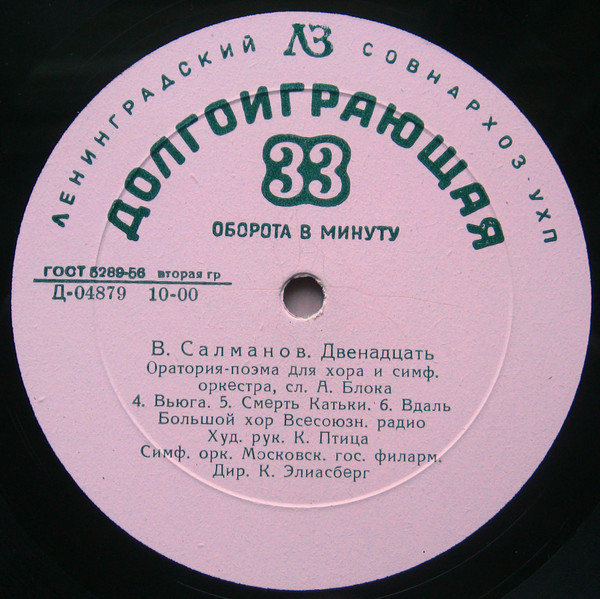 ЛЕНИНГРАДСКИЙ ЛЗ СОВНАРХОЗ·УХП
ДОЛГОИГРАЮЩАЯ
33
ОБОРОТА В МИНУТУ
ГОСТ 5289-56 вторая гр
Д-04879 10-00
В. Салманов. Двенадцать
Оратория-поэма для хора и симф.
оркестра, сл. А. Блока
4. Вьюга. 5. Смерть Катьки. 6. Вдаль
Большой хор Всесоюзн. радио
Худ. рук. К. Птица
Симф. орк. Московск. гос. филарм.
Дир. К. Элиасберг